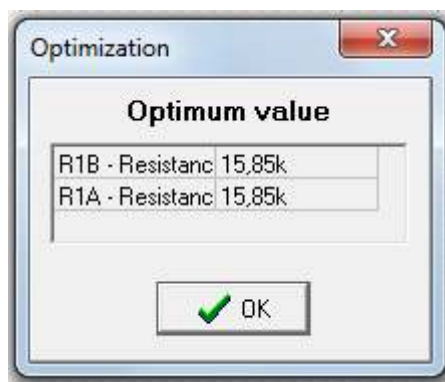 Optimization
Optimum value
R1B - Resistanc 15,85k
R1A - Resistanc 15,85k
OK